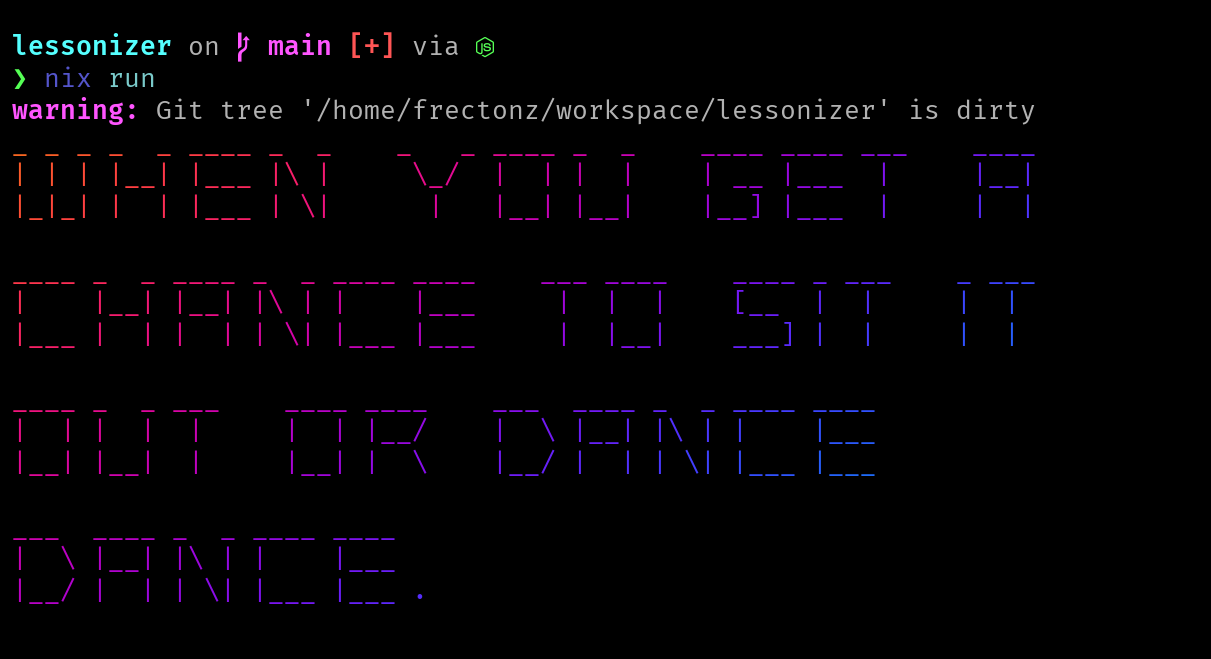 lessonizer on main [+] via
❯ nix run
warning: Git tree '/home/frectonz/workspace/lessonizer' is dirty
WHEN YOU GET A
CHANCE TO SIT IT
OUT OR DANCE
DANCE.